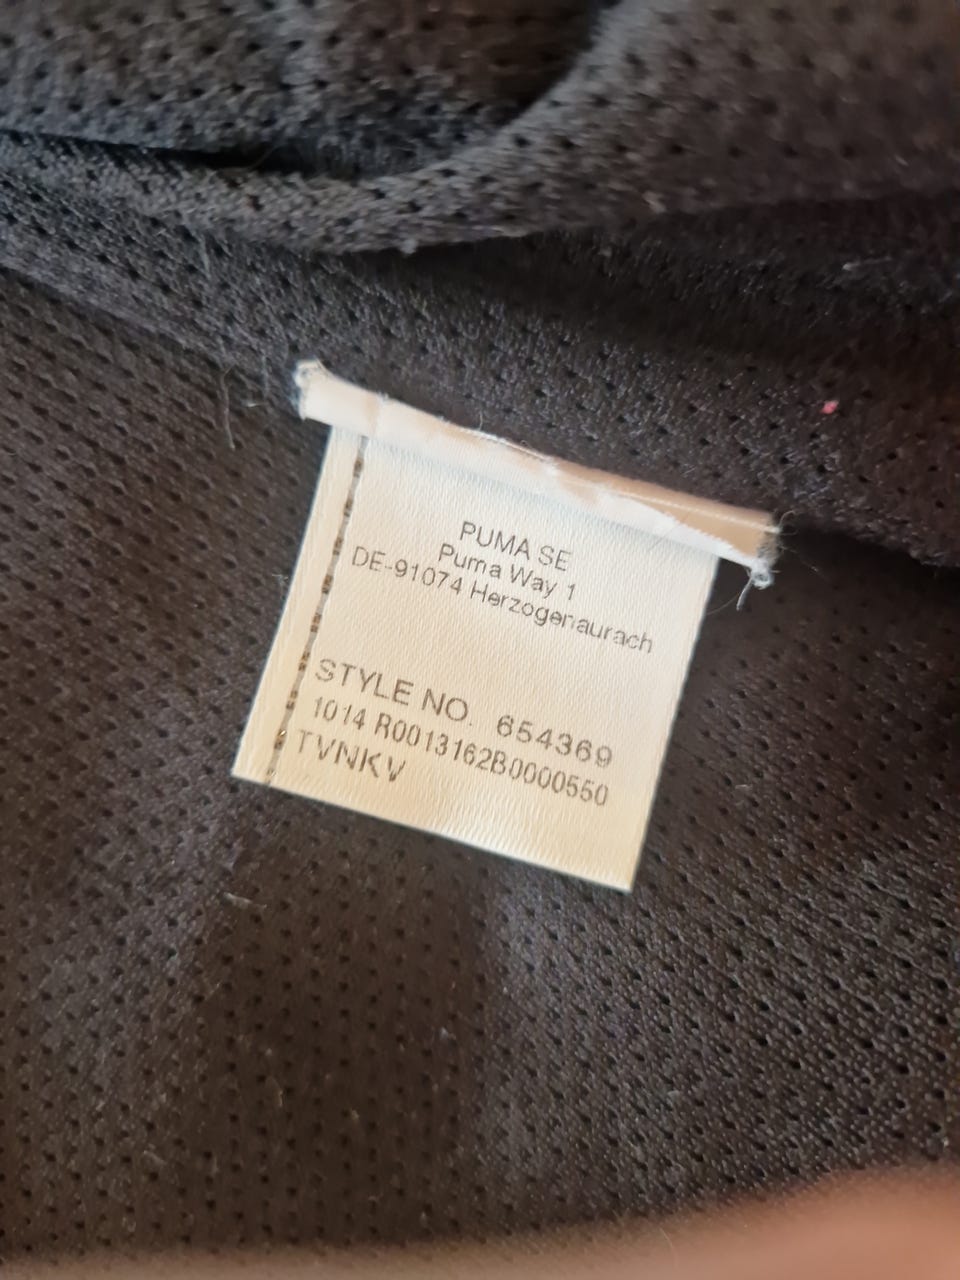 PUMA SE
Puma Way 1
DE-91074 Herzogenaurach
STYLE NO. 654369
1014 R0013162B0000550
TVNKV